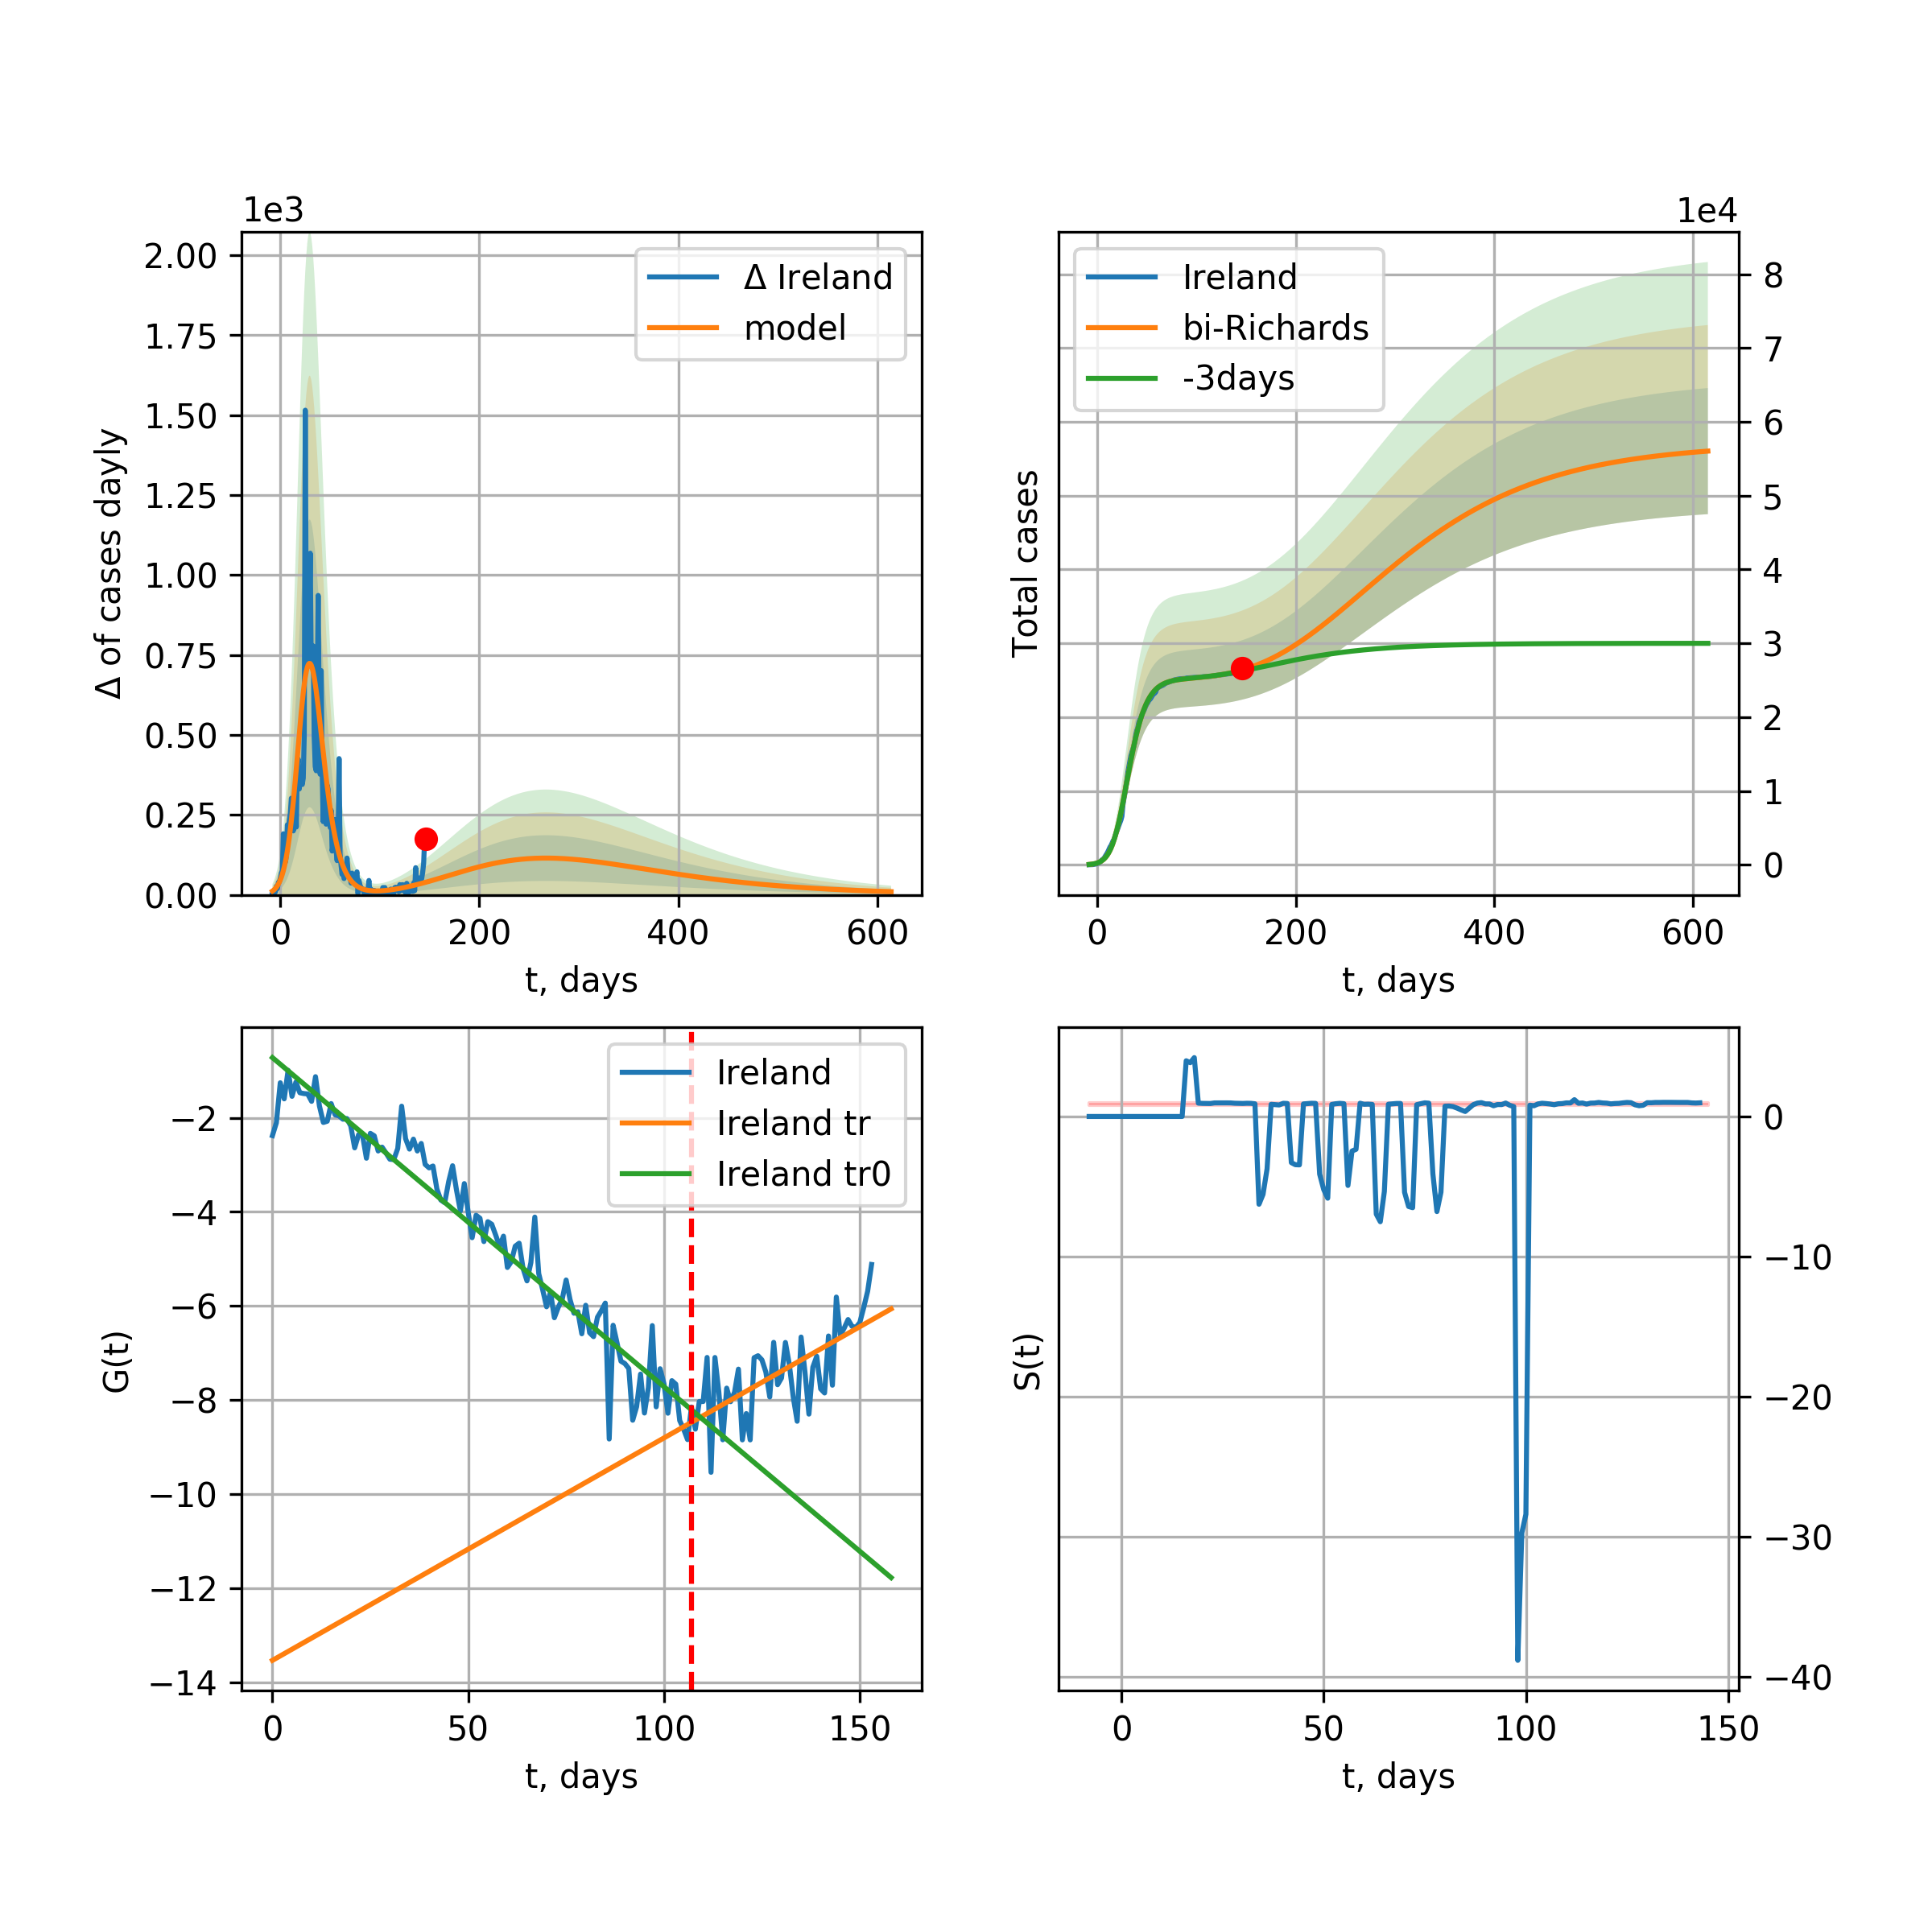 1e3
2.00
1.75
1.50
1.25
1.00
0.75
0.50
0.25
0.00
Δ of cases dayly
Δ Ireland
model
0 200 400 600
t, days
1e4
8
7
6
5
4
3
2
1
0
Total cases
Ireland
bi-Richards
-3days
0 200 400 600
t, days
−2
−4
−6
−8
−10
−12
−14
G(t)
Ireland
Ireland tr
Ireland tr0
0 50 100 150
t, days
0
−10
−20
−30
−40
S(t)
0 50 100 150
t, days